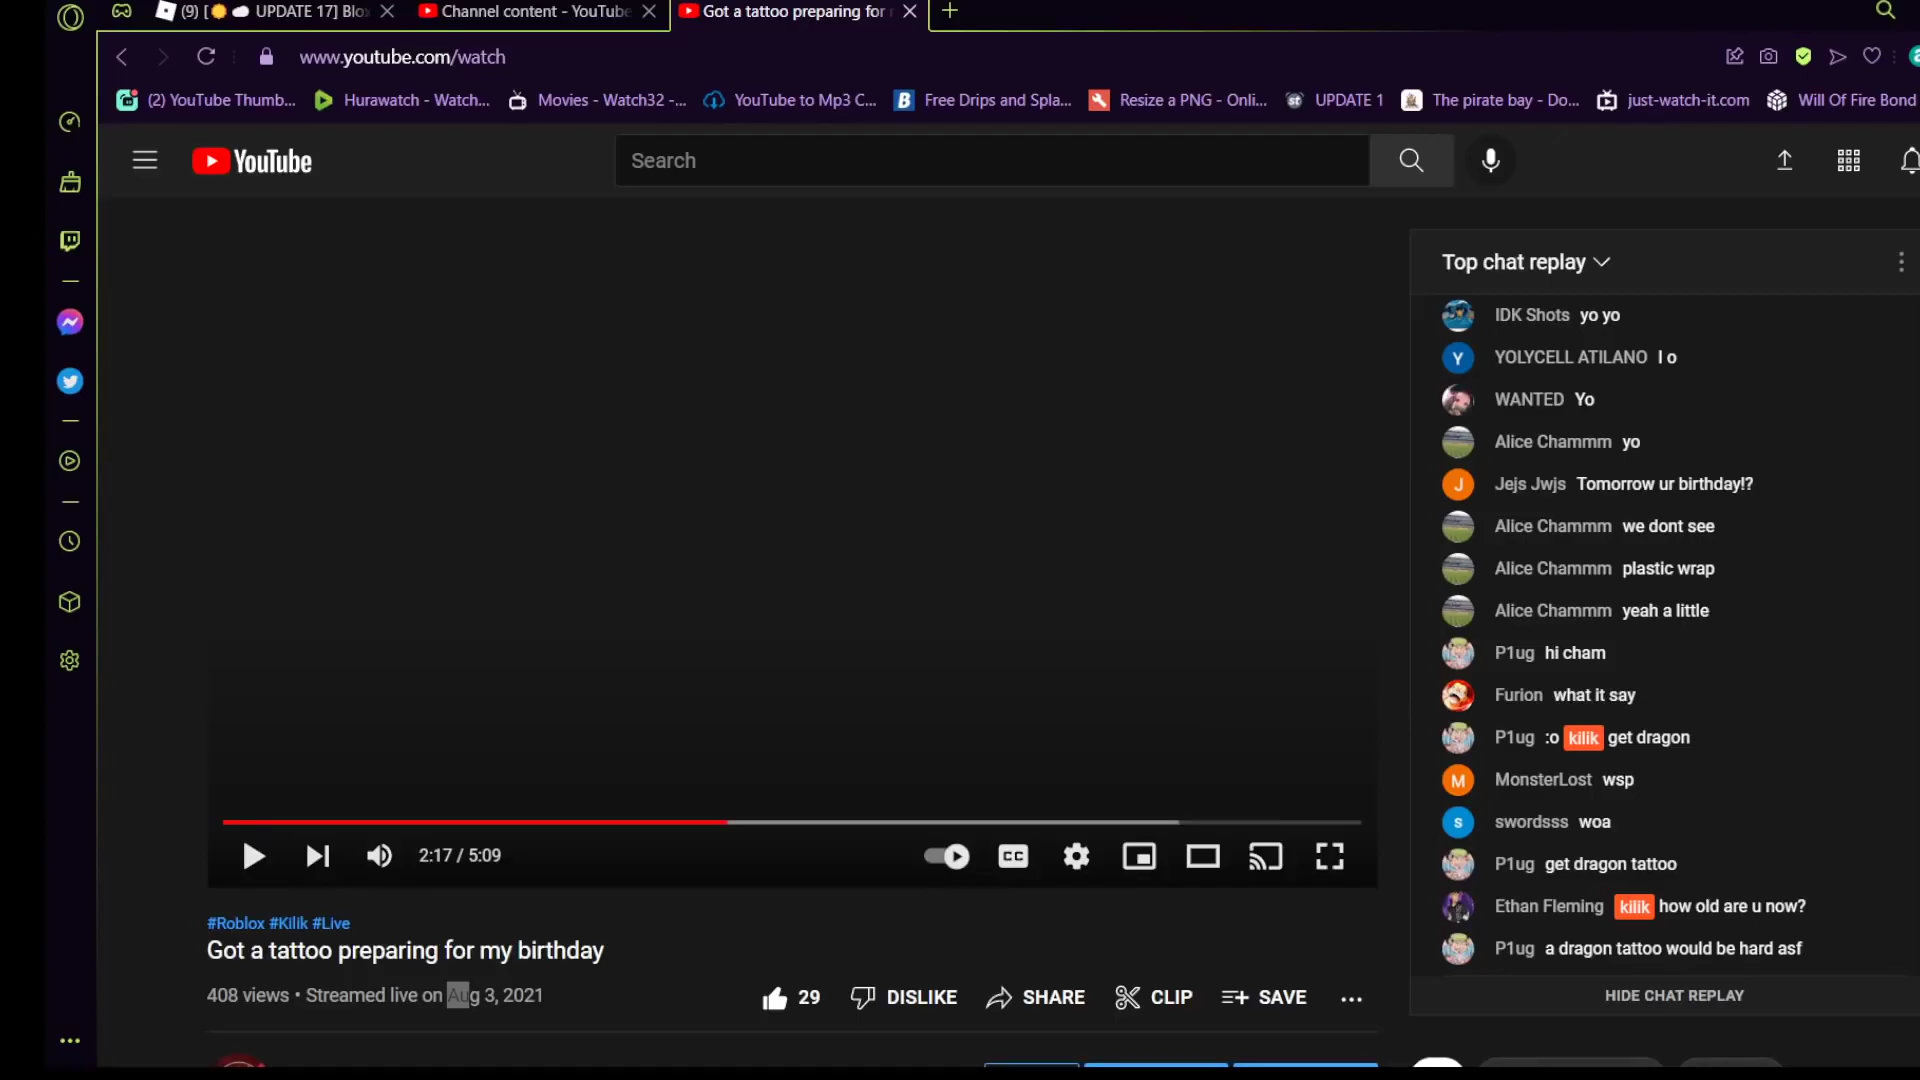 (9) [ UPDATE 17] Blo
Channel content - YouTube
Got a tattoo preparing for
www.youtube.com/watch
(2) YouTube Thumb...
Hurawatch - Watch...
Movies - Watch32 -...
YouTube to Mp3 C...
Free Drips and Spla...
Resize a PNG - Onli...
UPDATE 1
The pirate bay - Do...
just-watch-it.com
Will Of Fire Bond
YouTube
Search
Top chat replay
IDK Shots yo yo
YOLYCELL ATILANO I o
WANTED Yo
Alice Chammm yo
Jejs Jwjs Tomorrow ur birthday!?
Alice Chammm we dont see
Alice Chammm plastic wrap
Alice Chammm yeah a little
P1ug hi cham
Furion what it say
P1ug :o kilik get dragon
MonsterLost wsp
swordsss woa
P1ug get dragon tattoo
Ethan Fleming kilik how old are u now?
P1ug a dragon tattoo would be hard asf
HIDE CHAT REPLAY
2:17 / 5:09
CC
#Roblox #Kilik #Live
Got a tattoo preparing for my birthday
408 views • Streamed live on Aug 3, 2021
29
DISLIKE
SHARE
CLIP
SAVE